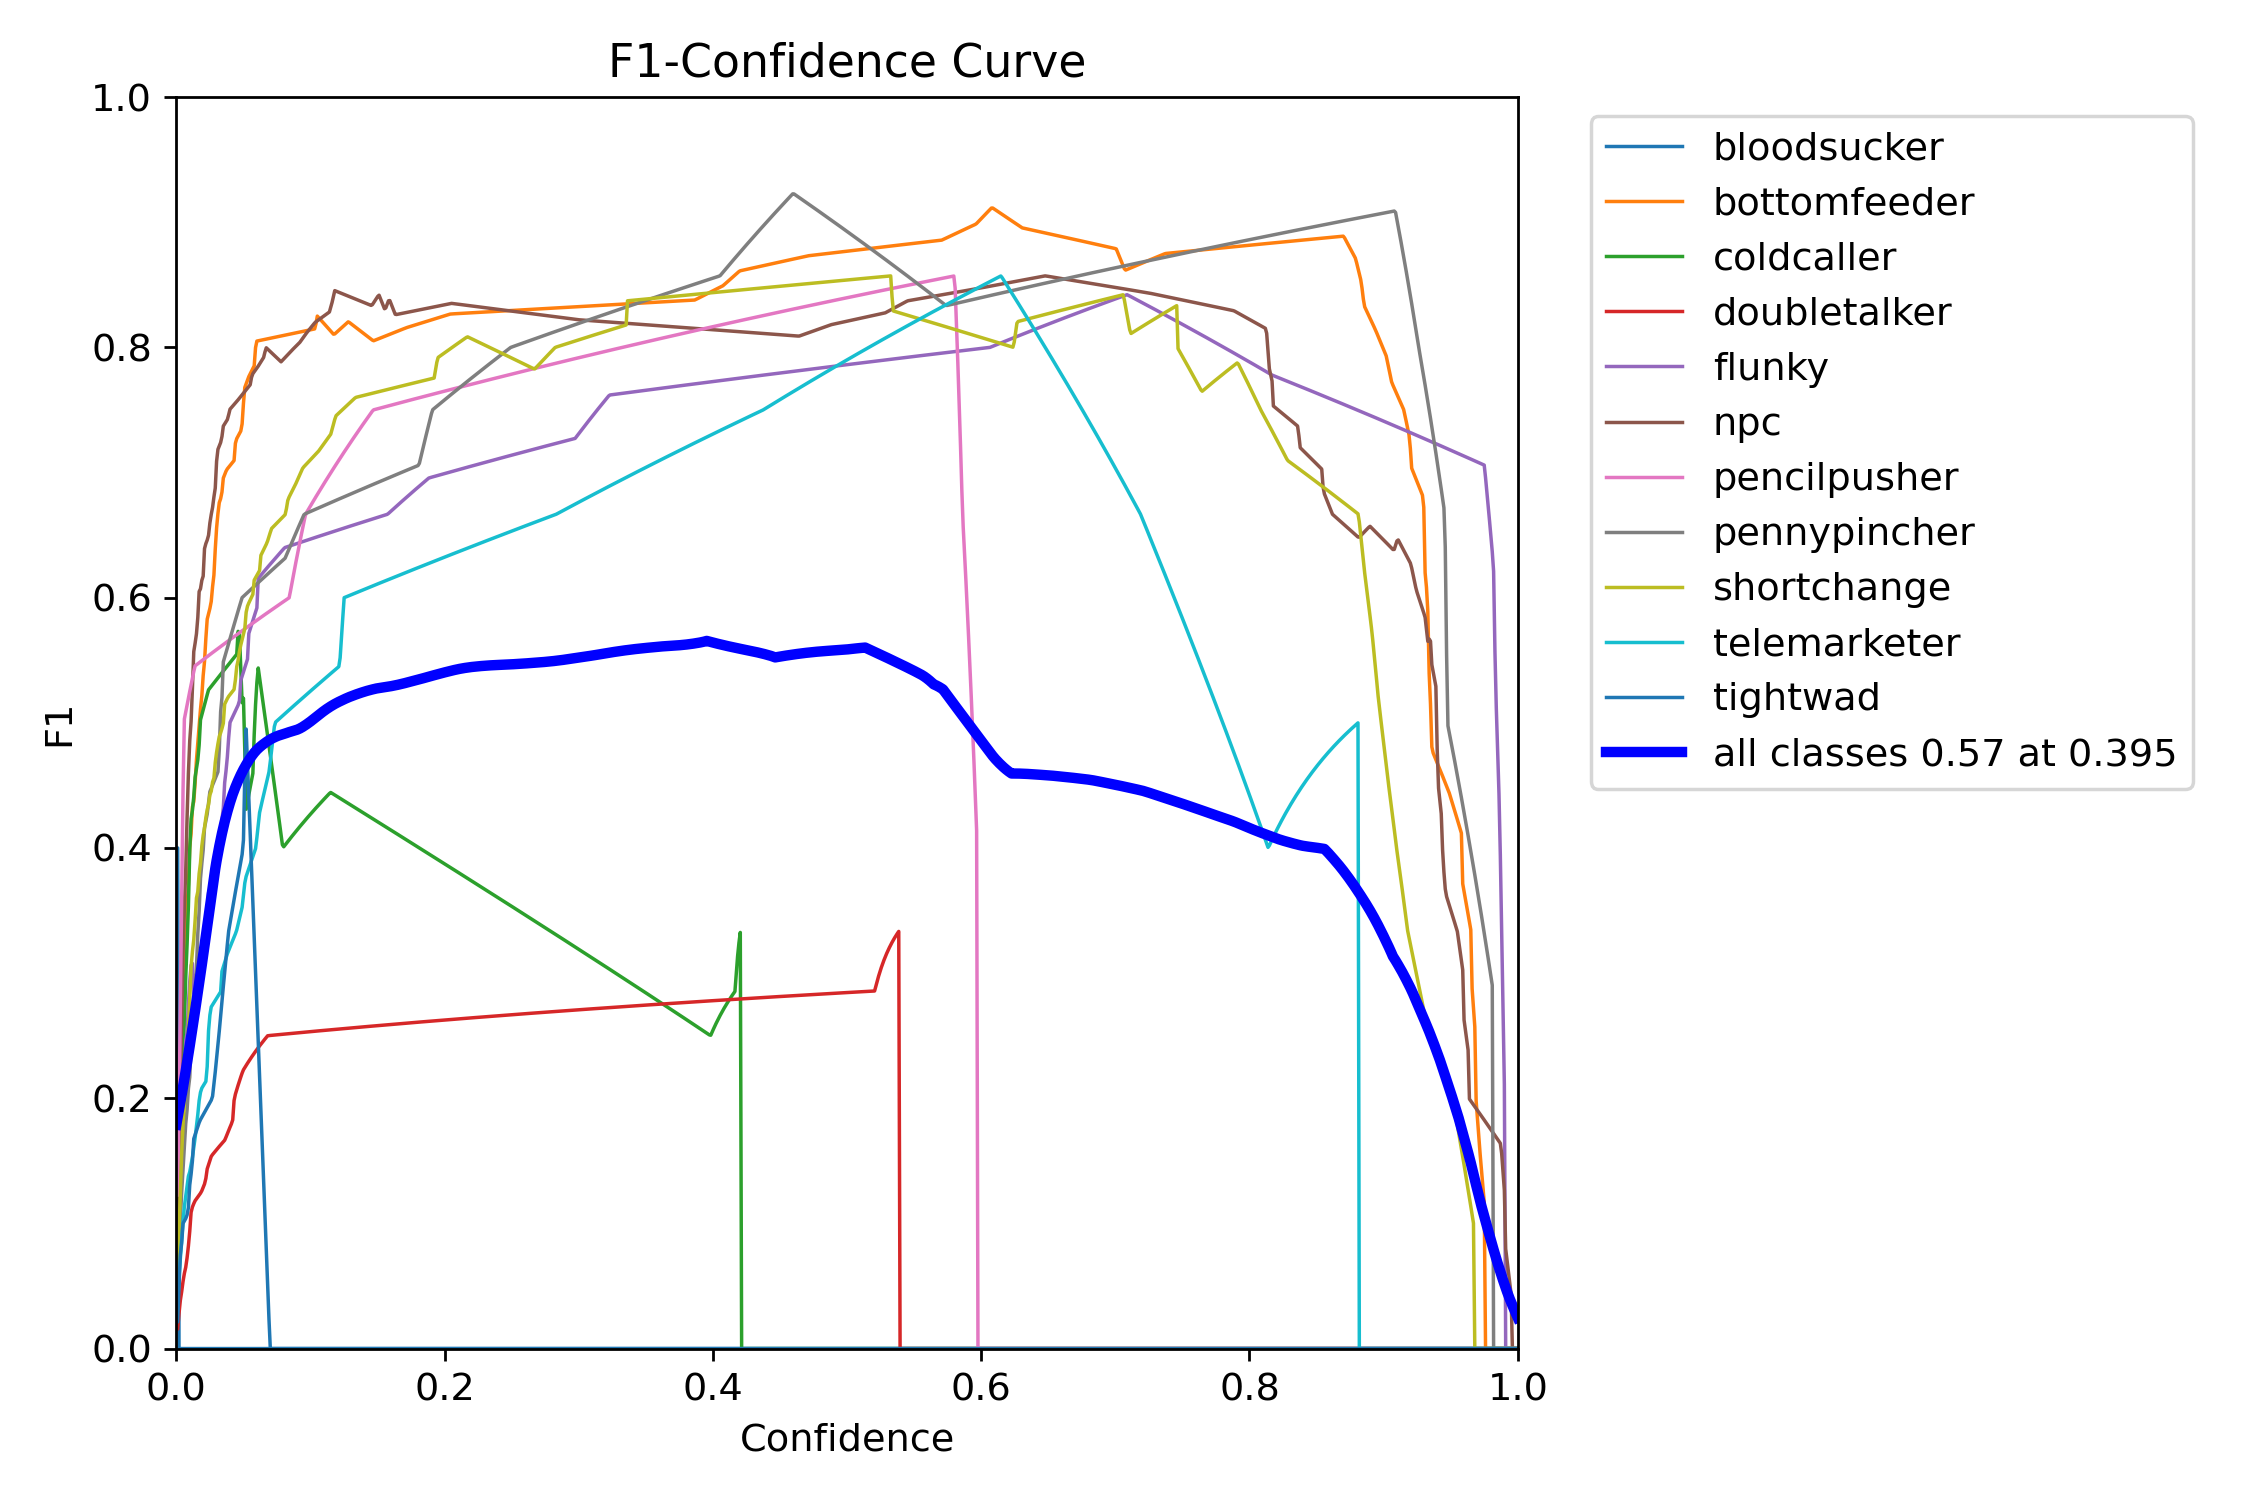 F1-Confidence Curve
1.0
0.8
0.6
0.4
0.2
0.0
F1
0.0 0.2 0.4 0.6 0.8 1.0
Confidence
bloodsucker
bottomfeeder
coldcaller
doubletalker
flunky
npc
pencilpusher
pennypincher
shortchange
telemarketer
tightwad
all classes 0.57 at 0.395